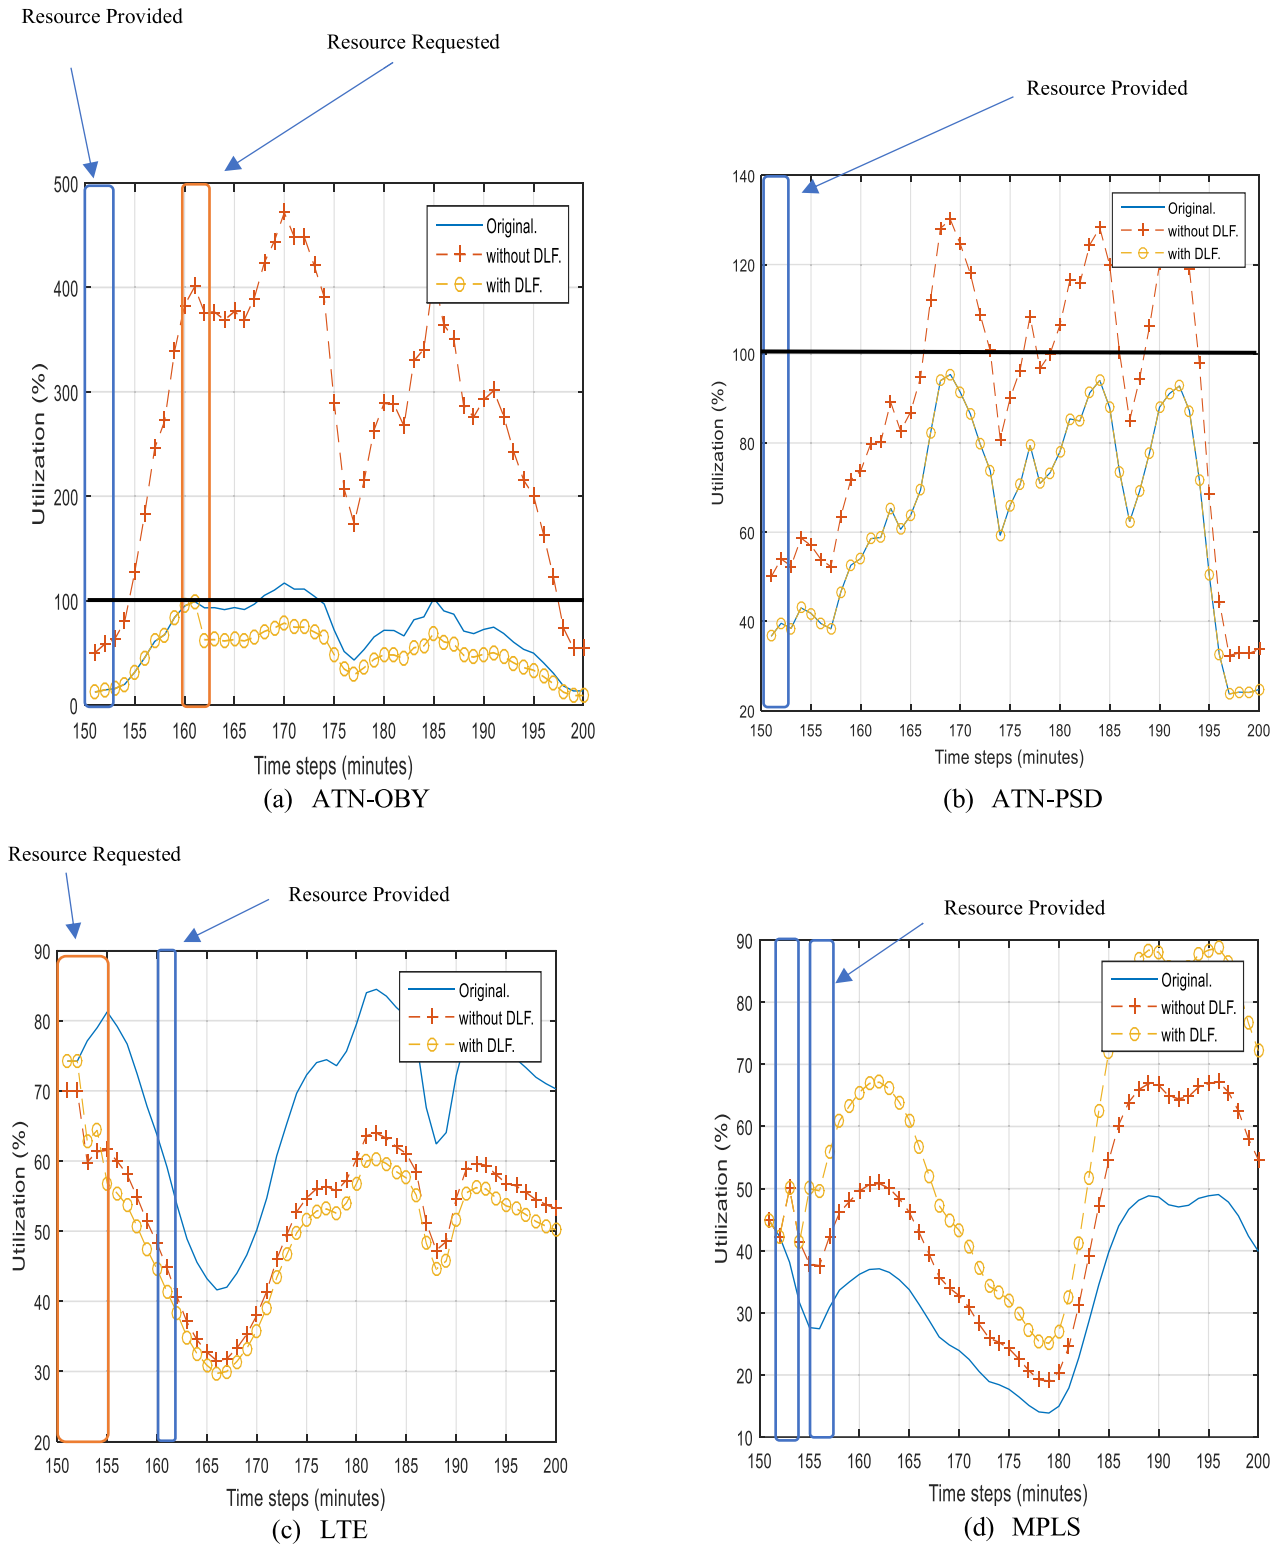 Resource Provided
Resource Requested
500
400
300
200
100
0
Utilization (%)
Original.
without DLF.
with DLF.
150 155 160 165 170 175 180 185 190 195 200
Time steps (minutes)
(a) ATN-OBY
Resource Provided
140
120
100
80
60
40
20
Utilization (%)
Original.
without DLF.
with DLF.
150 155 160 165 170 175 180 185 190 195 200
Time steps (minutes)
(b) ATN-PSD
Resource Requested
Resource Provided
90
80
70
60
50
40
30
20
Utilization (%)
Original.
without DLF.
with DLF.
150 155 160 165 170 175 180 185 190 195 200
Time steps (minutes)
(c) LTE
Resource Provided
90
80
70
60
50
40
30
20
10
Utilization (%)
Original.
without DLF.
with DLF.
150 155 160 165 170 175 180 185 190 195 200
Time steps (minutes)
(d) MPLS